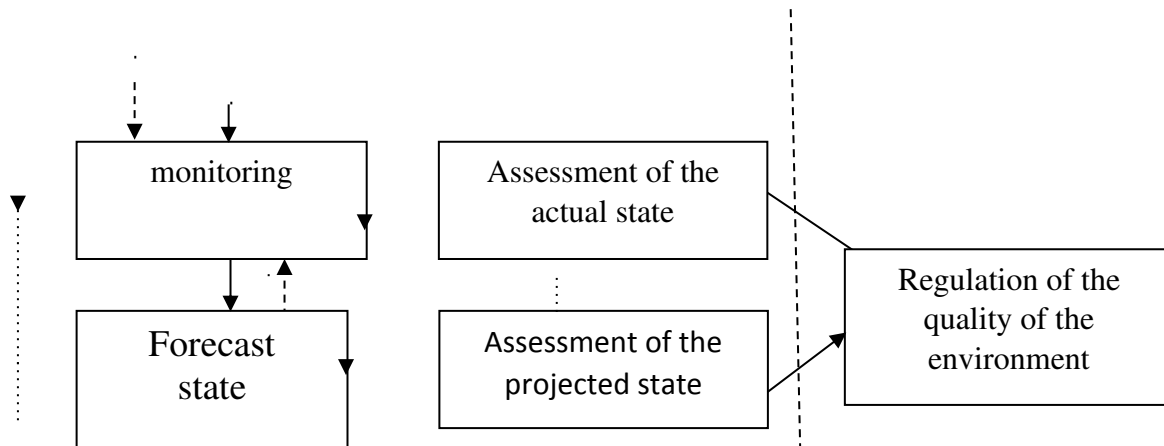 monitoring
Assessment of the
actual state
Regulation of the
quality of the
environment
Forecast
state
Assessment of the
projected state